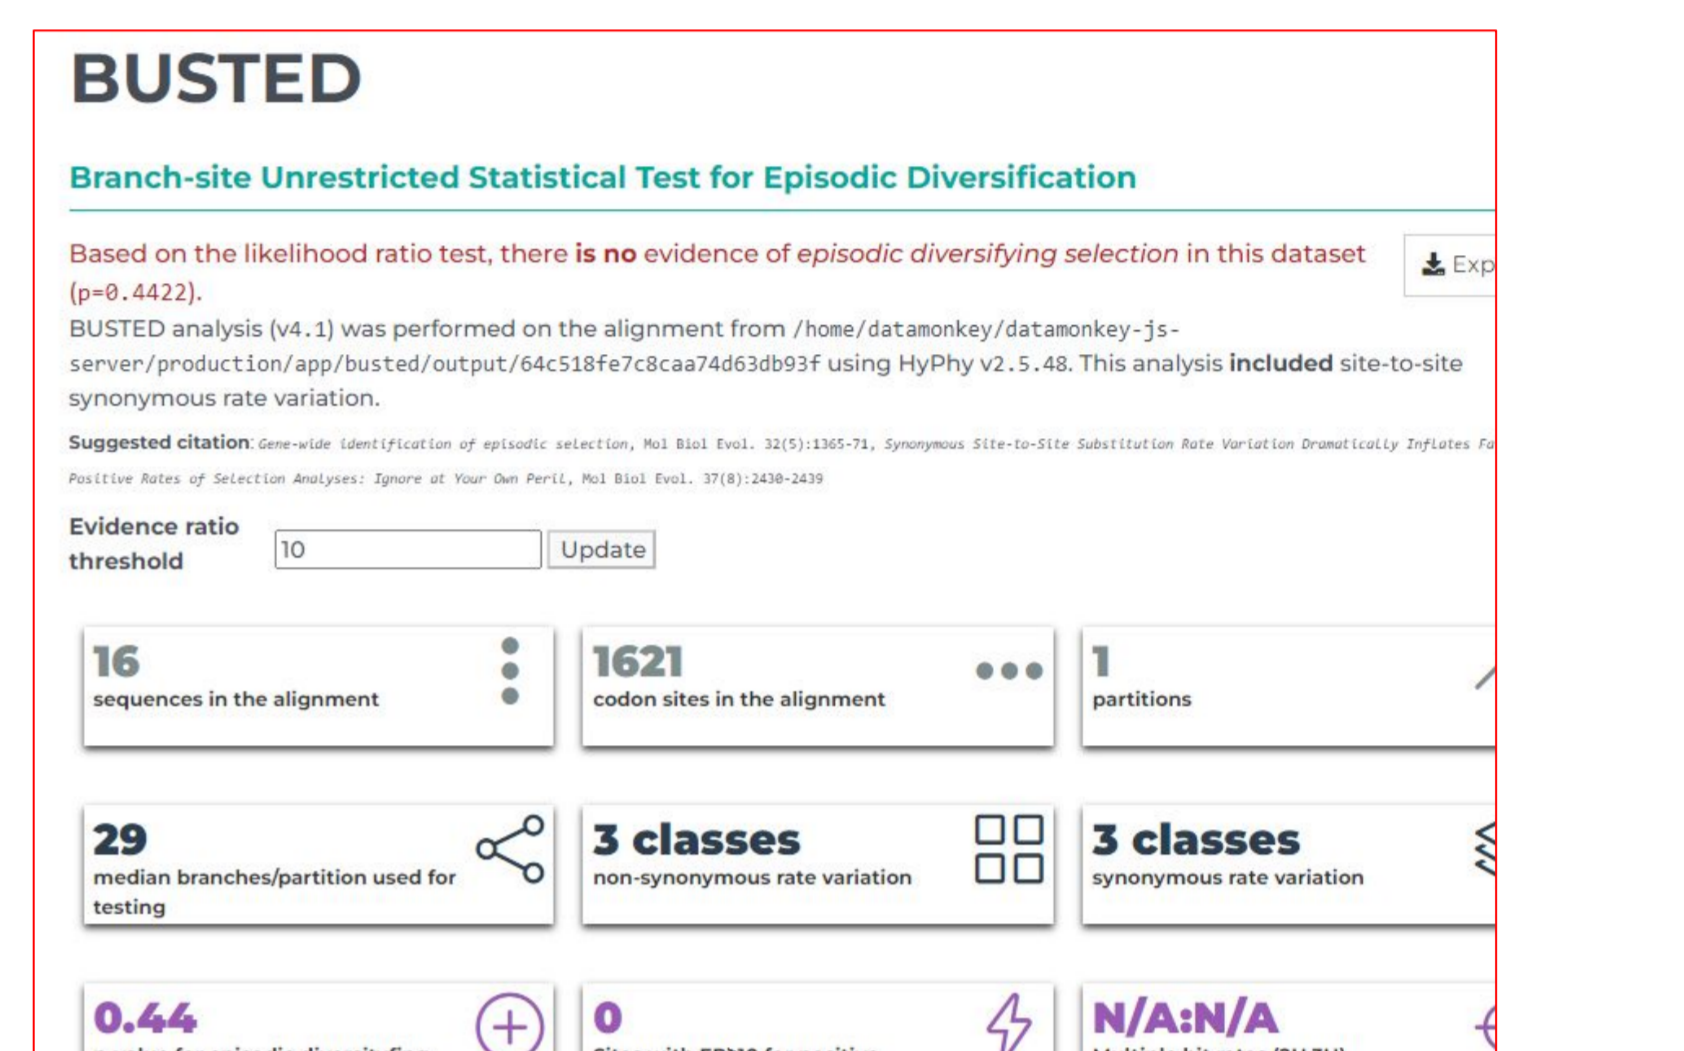 BUSTED
Branch-site Unrestricted Statistical Test for Episodic Diversification
Based on the likelihood ratio test, there is no evidence of episodic diversifying selection in this dataset
(p=0.4422).
Exp
BUSTED analysis (v4.1) was performed on the alignment from /home/datamonkey/datamonkey-js-
server/production/app/busted/output/64c518fe7c8caa74d63db93f using HyPhy v2.5.48. This analysis included site-to-site
synonymous rate variation.
Suggested citation: Gene-wide identification of episodic selection, Mol Biol Evol. 32(5):1365-71, Synonymous Site-to-Site Substitution Rate Variation Dramatically Inflates Fa
Positive Rates of Selection Analyses: Ignore at Your Own Peril, Mol Biol Evol. 37(8):2430-2439
Evidence ratio
threshold
10 Update
16
sequences in the alignment
1621
codon sites in the alignment
1
partitions
29
median branches/partition used for
testing
3 classes
non-synonymous rate variation
3 classes
synonymous rate variation
0.44
0
N/A:N/A